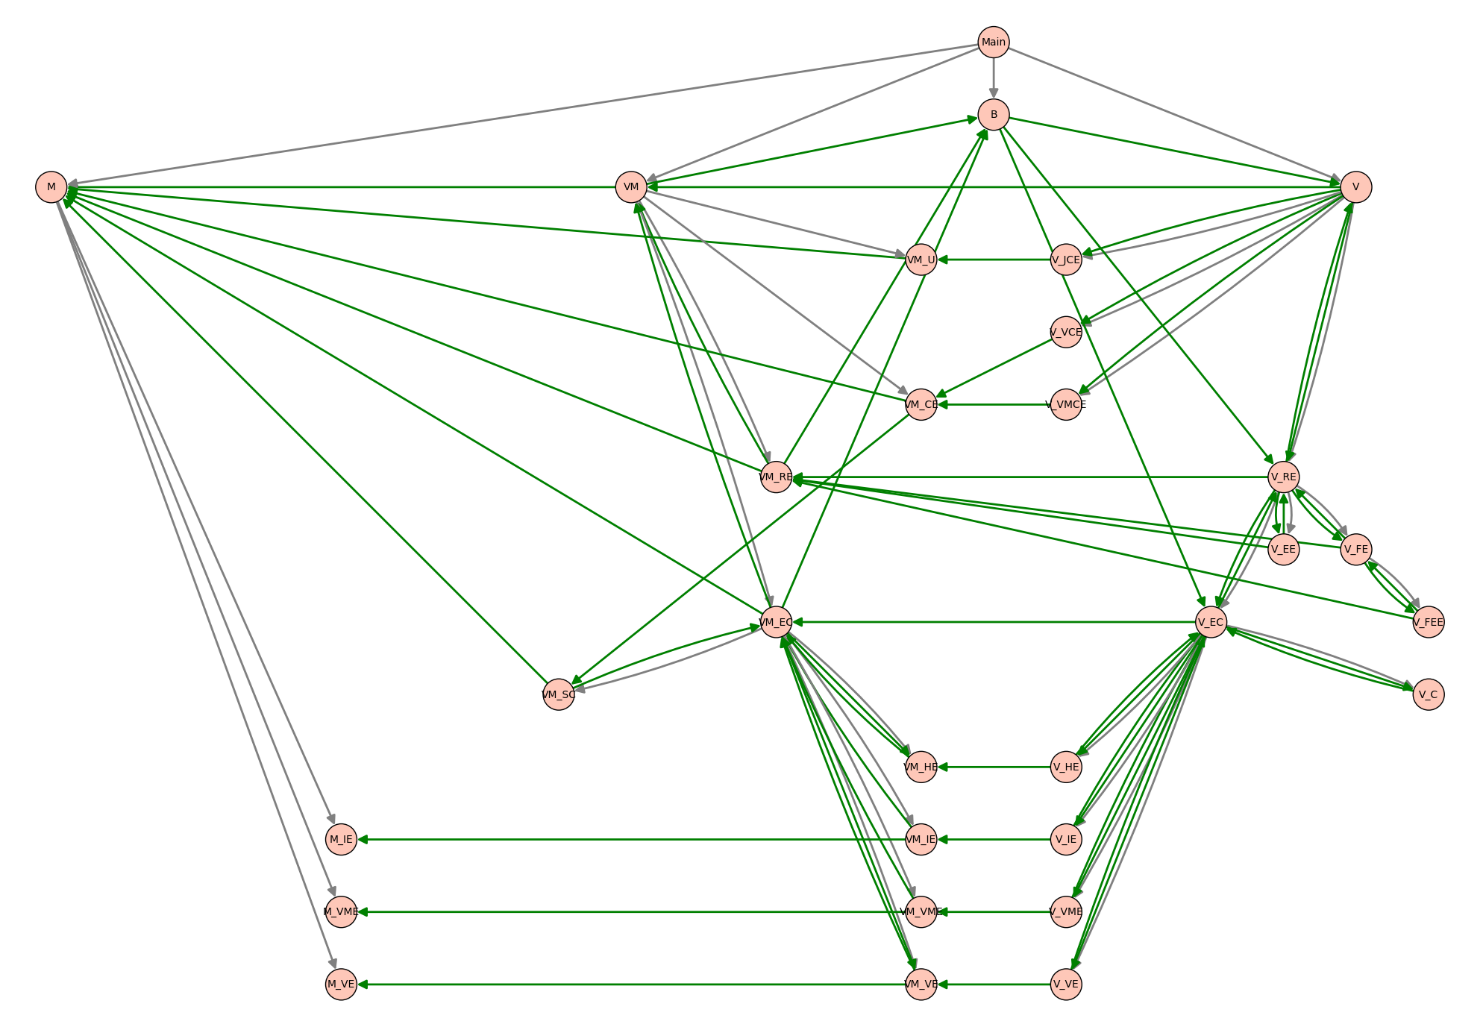 Main
B
M
VM
V
VM_U
V_JCE
V_VCE
VM_CE
V_VMCE
VM_RE
V_RE
V_EE
V_FE
VM_EC
V_EC
V_FEE
VM_SC
V_C
VM_HE
V_HE
M_IE
VM_IE
V_IE
M_VME
VM_VME
V_VME
M_VE
VM_VE
V_VE